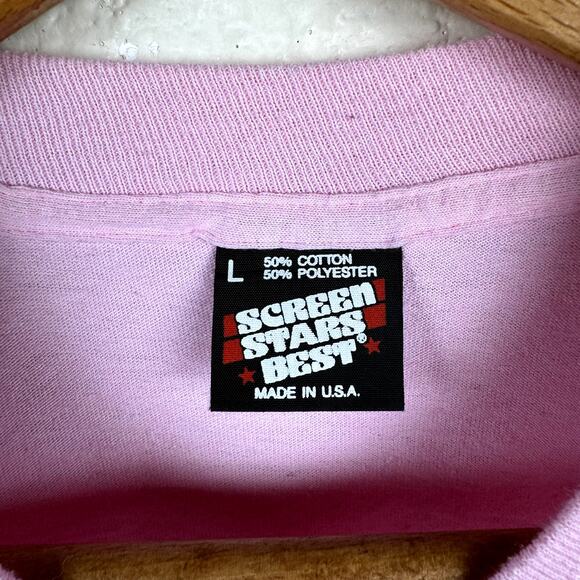 L
50% COTTON
50% POLYESTER
SCREEN
STARS
BEST®
MADE IN U.S.A.